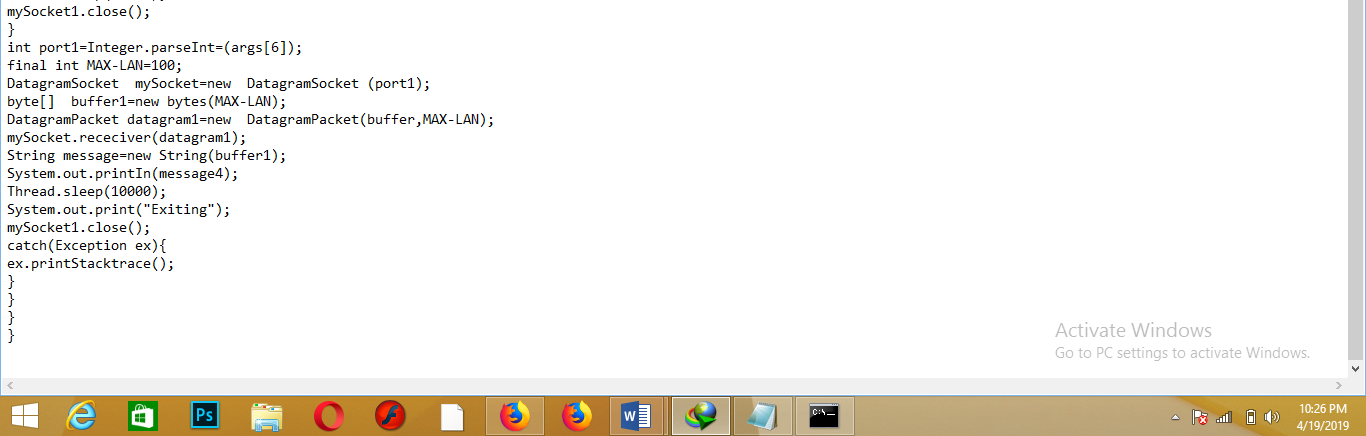 mySocket1.close();
}
int port1=Integer.parseInt=(args[6]);
final int MAX-LAN=100;
DatagramSocket  mySocket=new  DatagramSocket (port1);
byte[]  buffer1=new bytes(MAX-LAN);
DatagramPacket datagram1=new  DatagramPacket(buffer,MAX-LAN);
mySocket.receciver(datagram1);
String message=new String(buffer1);
System.out.printIn(message4);
Thread.sleep(10000);
System.out.print("Exiting");
mySocket1.close();
catch(Exception ex){
ex.printStacktrace();
}
}
}
}
Activate Windows
Go to PC settings to activate Windows.
Ps
W
C:\_
10:26 PM
4/19/2019